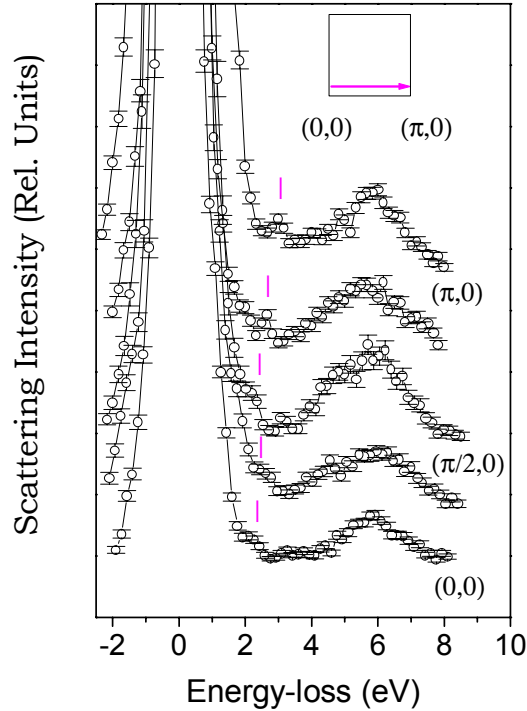 (0,0) (π,0)
(π,0)
(π/2,0)
(0,0)
Scattering Intensity (Rel. Units)
-2 0 2 4 6 8 10
Energy-loss (eV)